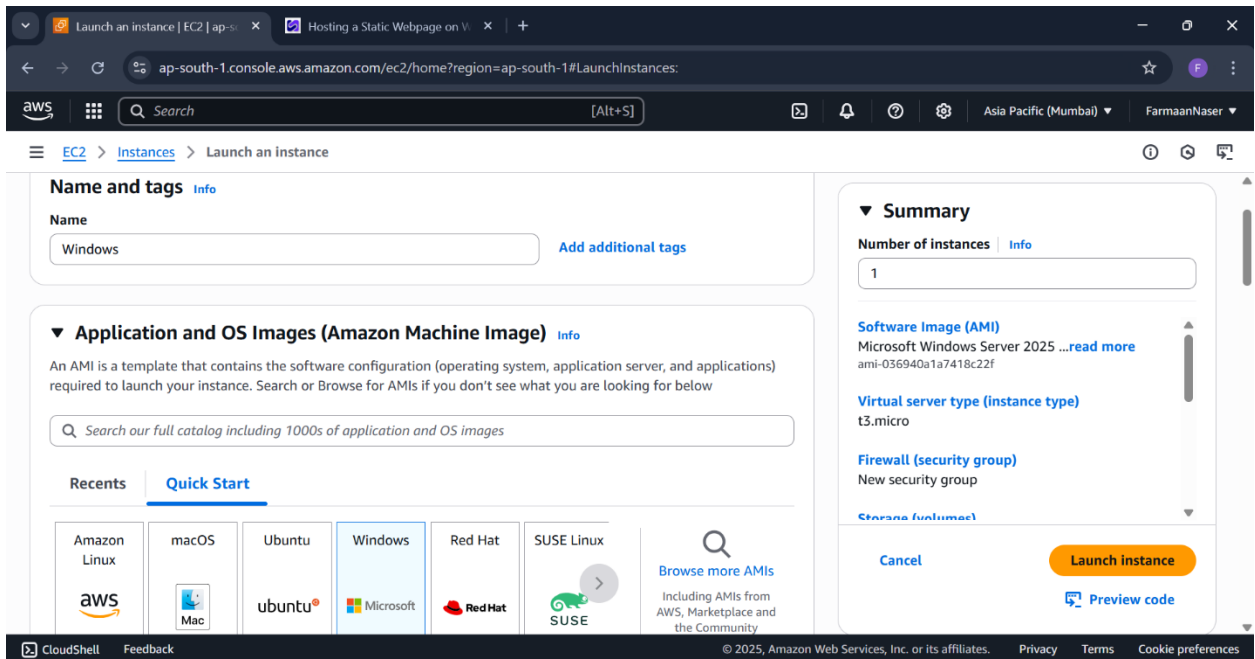 Launch an instance | EC2 | ap-s
Hosting a Static Webpage on W
ap-south-1.console.aws.amazon.com/ec2/home?region=ap-south-1#LaunchInstances:
F
aws
Search
[Alt+S]
Asia Pacific (Mumbai)
FarmaanNaser
EC2 > Instances > Launch an instance
Name and tags Info
Name
Windows
Add additional tags
Application and OS Images (Amazon Machine Image) Info
An AMI is a template that contains the software configuration (operating system, application server, and applications)
required to launch your instance. Search or Browse for AMIs if you don't see what you are looking for below
Search our full catalog including 1000s of application and OS images
Recents
Quick Start
Amazon
Linux
aws
macOS
Mac
Ubuntu
ubuntu
Windows
Microsoft
Red Hat
Red Hat
SUSE Linux
SUSE
Browse more AMIs
Including AMIs from
AWS, Marketplace and
the Community
Summary
Number of instances Info
1
Software Image (AMI)
Microsoft Windows Server 2025 ...read more
ami-036940a1a7418c22f
Virtual server type (instance type)
t3.micro
Firewall (security group)
New security group
Storage (volumes)
Cancel
Launch instance
Preview code
CloudShell Feedback
© 2025, Amazon Web Services, Inc. or its affiliates. Privacy Terms Cookie preferences